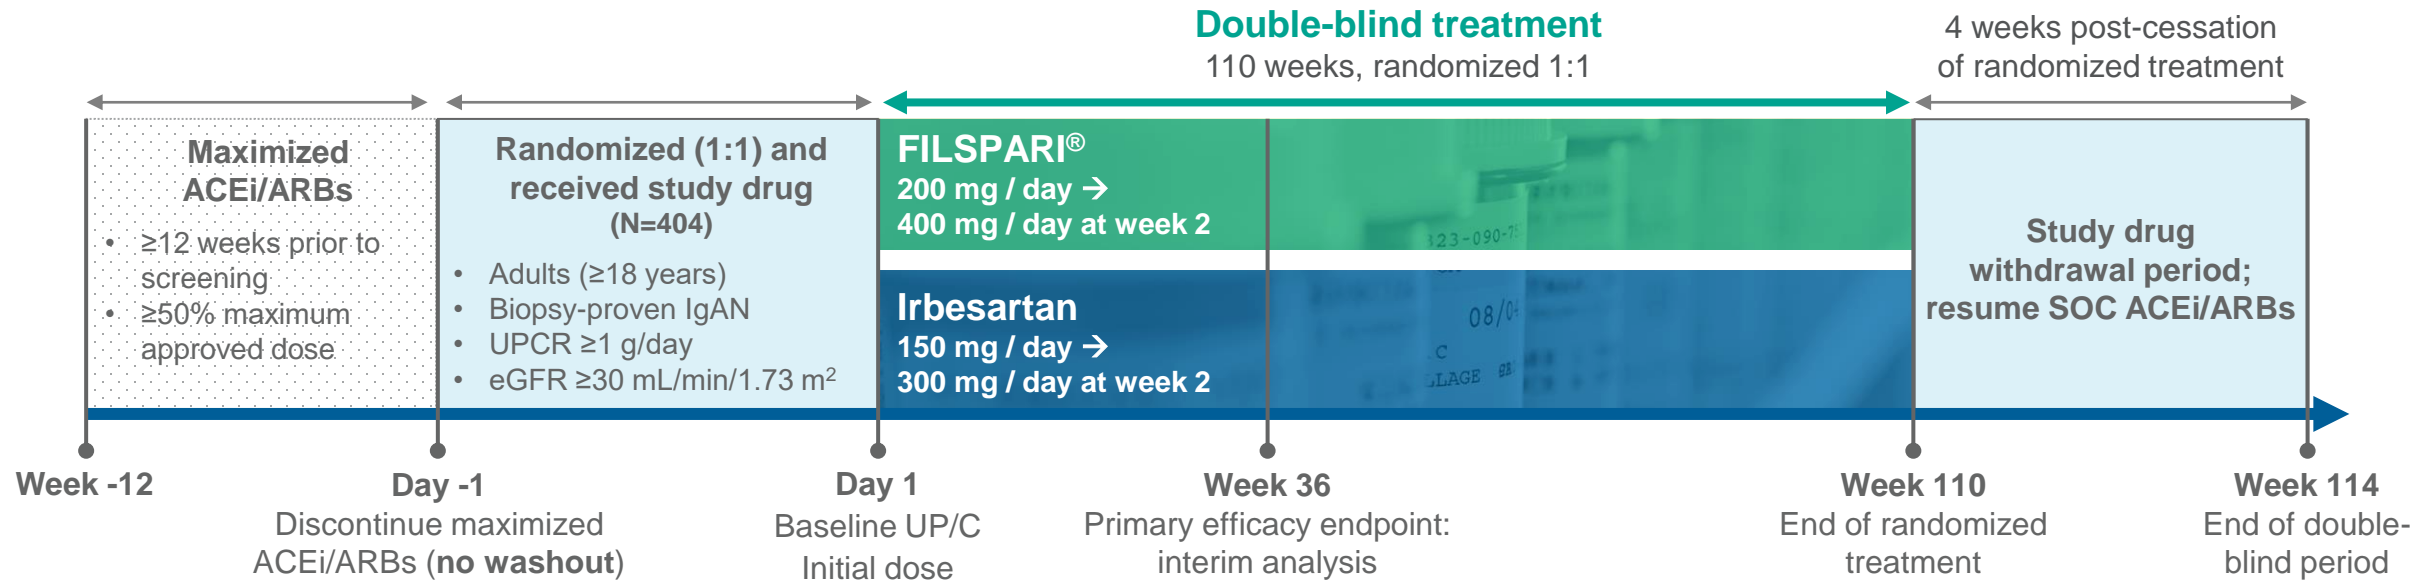 Double-blind treatment
110 weeks, randomized 1:1
4 weeks post-cessation
of randomized treatment
Maximized
ACEi/ARBs
• ≥12 weeks prior to
screening
• ≥50% maximum
approved dose
Randomized (1:1) and
received study drug
(N=404)
• Adults (≥18 years)
• Biopsy-proven IgAN
• UPCR ≥1 g/day
• eGFR ≥30 mL/min/1.73 m²
FILSPARI®
200 mg / day →
400 mg / day at week 2
Irbesartan
150 mg / day →
300 mg / day at week 2
08/0
Study drug
withdrawal period;
resume SOC ACEi/ARBs
Week -12
Day -1
Discontinue maximized
ACEi/ARBs (no washout)
Day 1
Baseline UP/C
Initial dose
Week 36
Primary efficacy endpoint:
interim analysis
Week 110
End of randomized
treatment
Week 114
End of double-
blind period